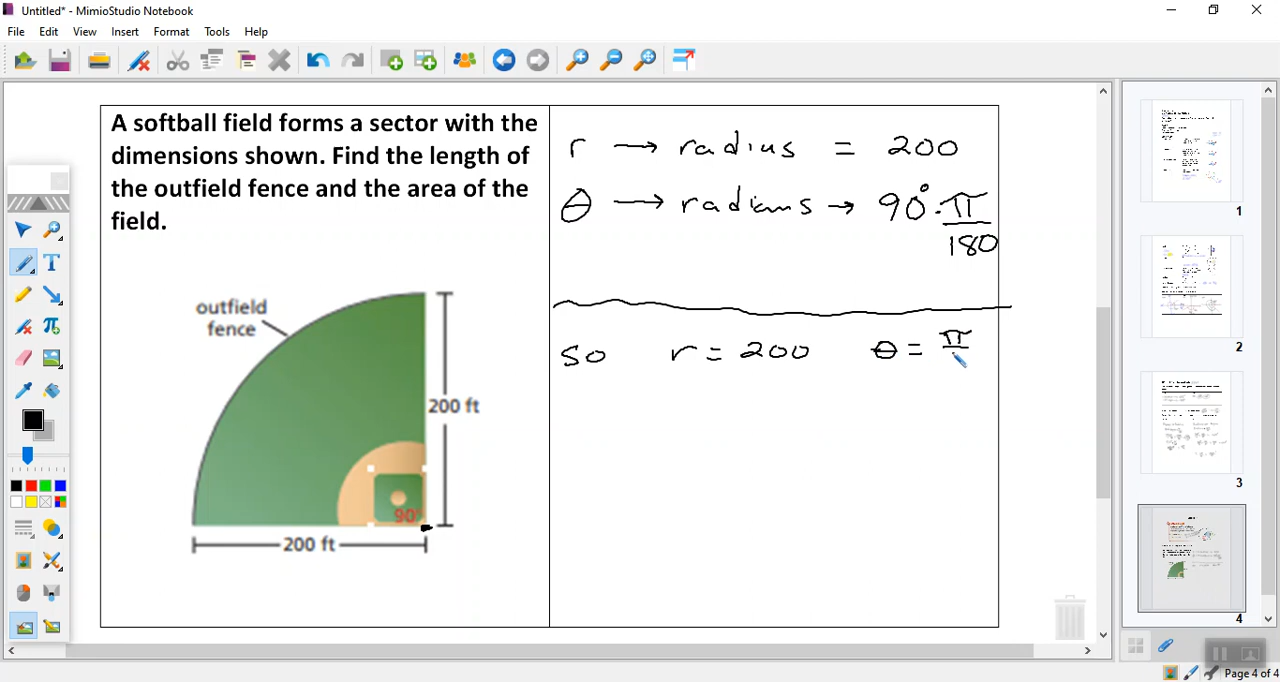 Untitled* - MimioStudio Notebook
File Edit View Insert Format Tools Help
A softball field forms a sector with the
dimensions shown. Find the length of
the outfield fence and the area of the
field.
outfield
fence
200 ft
90°
200 ft
r → radius = 200
θ → radians → 90° · π
180
so r = 200 θ = π
1
2
3
4
Page 4 of 4